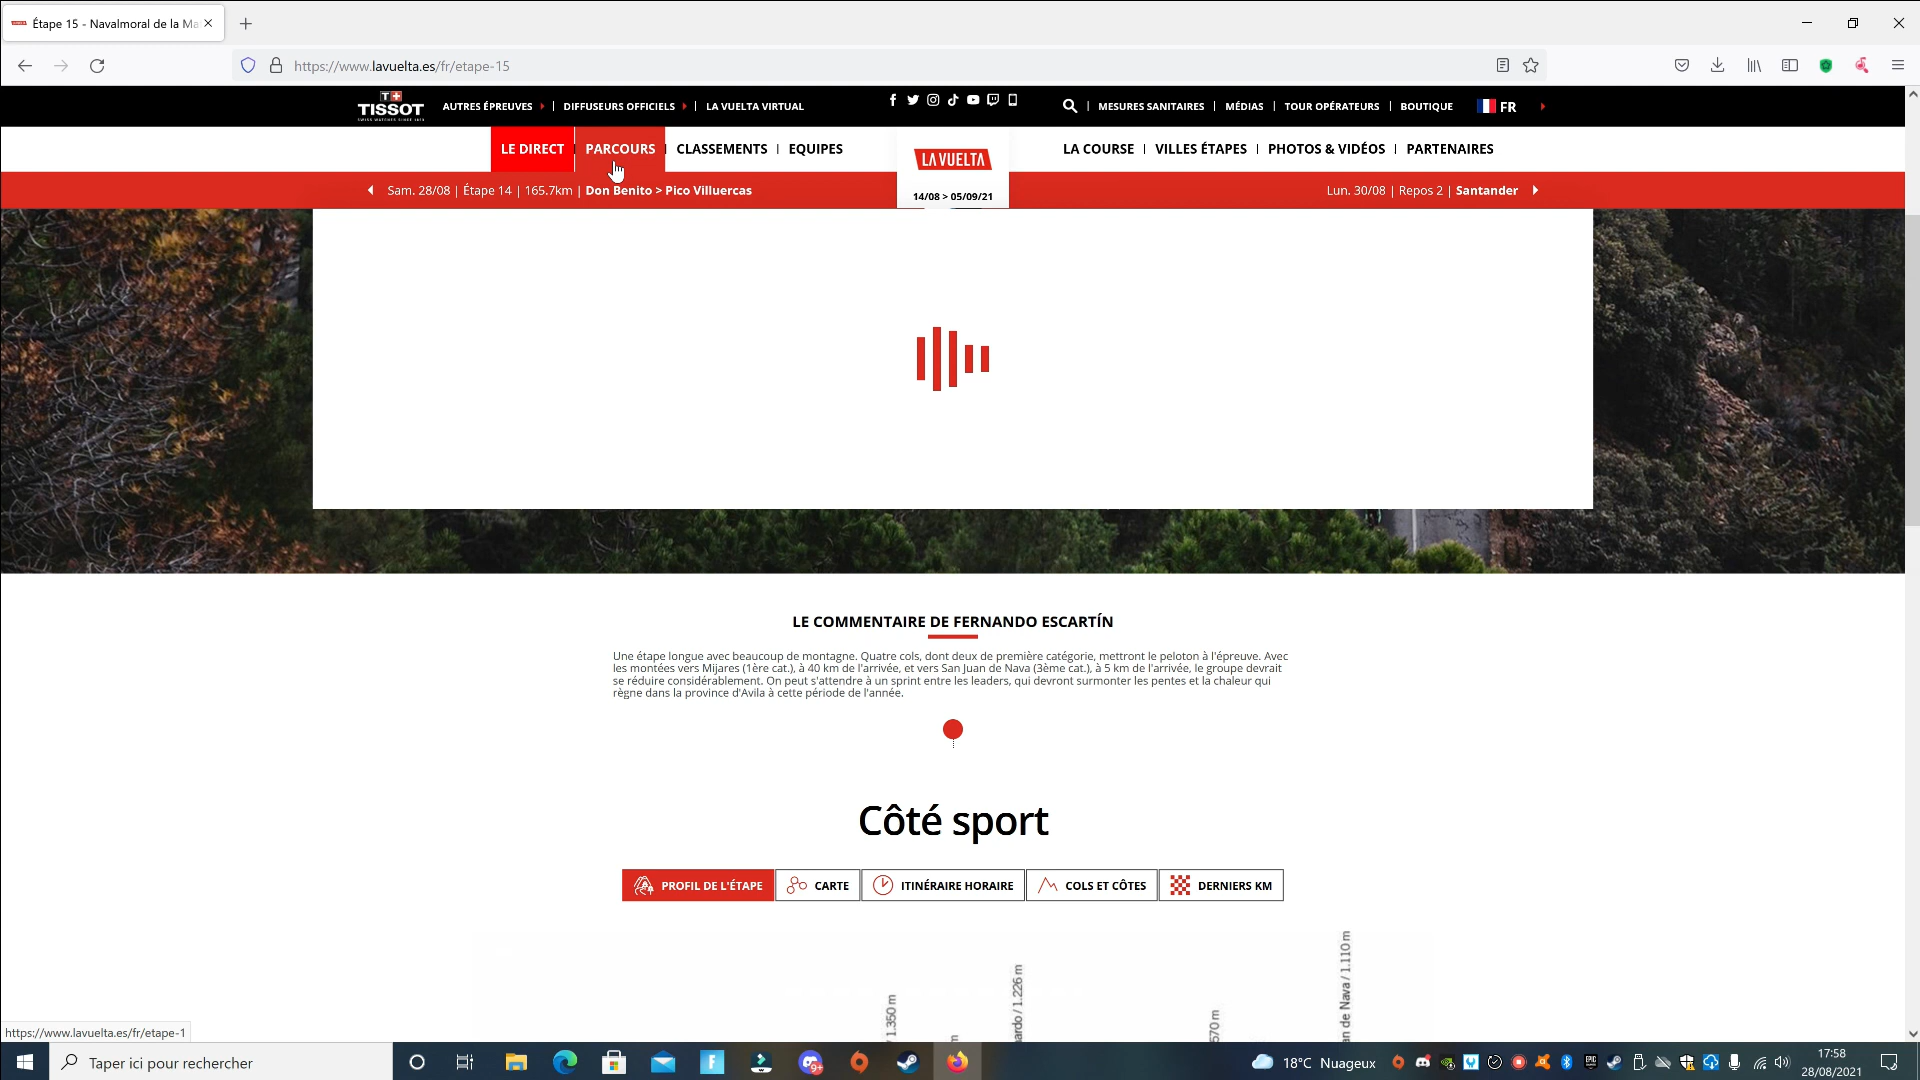 Étape 15 - Navalmoral de la Ma
https://www.lavuelta.es/fr/etape-15
TISSOT
SWISS WATCHES SINCE 1853
AUTRES ÉPREUVES
DIFFUSEURS OFFICIELS
LA VUELTA VIRTUAL
MESURES SANITAIRES
MÉDIAS
TOUR OPÉRATEURS
BOUTIQUE
FR
LE DIRECT
PARCOURS
CLASSEMENTS
EQUIPES
LA VUELTA
14/08 > 05/09/21
LA COURSE
VILLES ÉTAPES
PHOTOS & VIDÉOS
PARTENAIRES
Sam. 28/08 | Étape 14 | 165.7km | Don Benito > Pico Villuercas
Lun. 30/08 | Repos 2 | Santander
LE COMMENTAIRE DE FERNANDO ESCARTÍN
Une étape longue avec beaucoup de montagne. Quatre cols, dont deux de première catégorie, mettront le peloton à l'épreuve. Avec
les montées vers Mijares (1ère cat.), à 40 km de l'arrivée, et vers San Juan de Nava (3ème cat.), à 5 km de l'arrivée, le groupe devrait
se réduire considérablement. On peut s'attendre à un sprint entre les leaders, qui devront surmonter les pentes et la chaleur qui
règne dans la province d'Avila à cette période de l'année.
Côté sport
PROFIL DE L'ÉTAPE
CARTE
ITINÉRAIRE HORAIRE
COLS ET CÔTES
DERNIERS KM
/ 1.350 m
m
ardo / 1.226 m
570 m
an de Nava / 1.110 m
https://www.lavuelta.es/fr/etape-1
Taper ici pour rechercher
9+
18°C Nuageux
17:58
28/08/2021